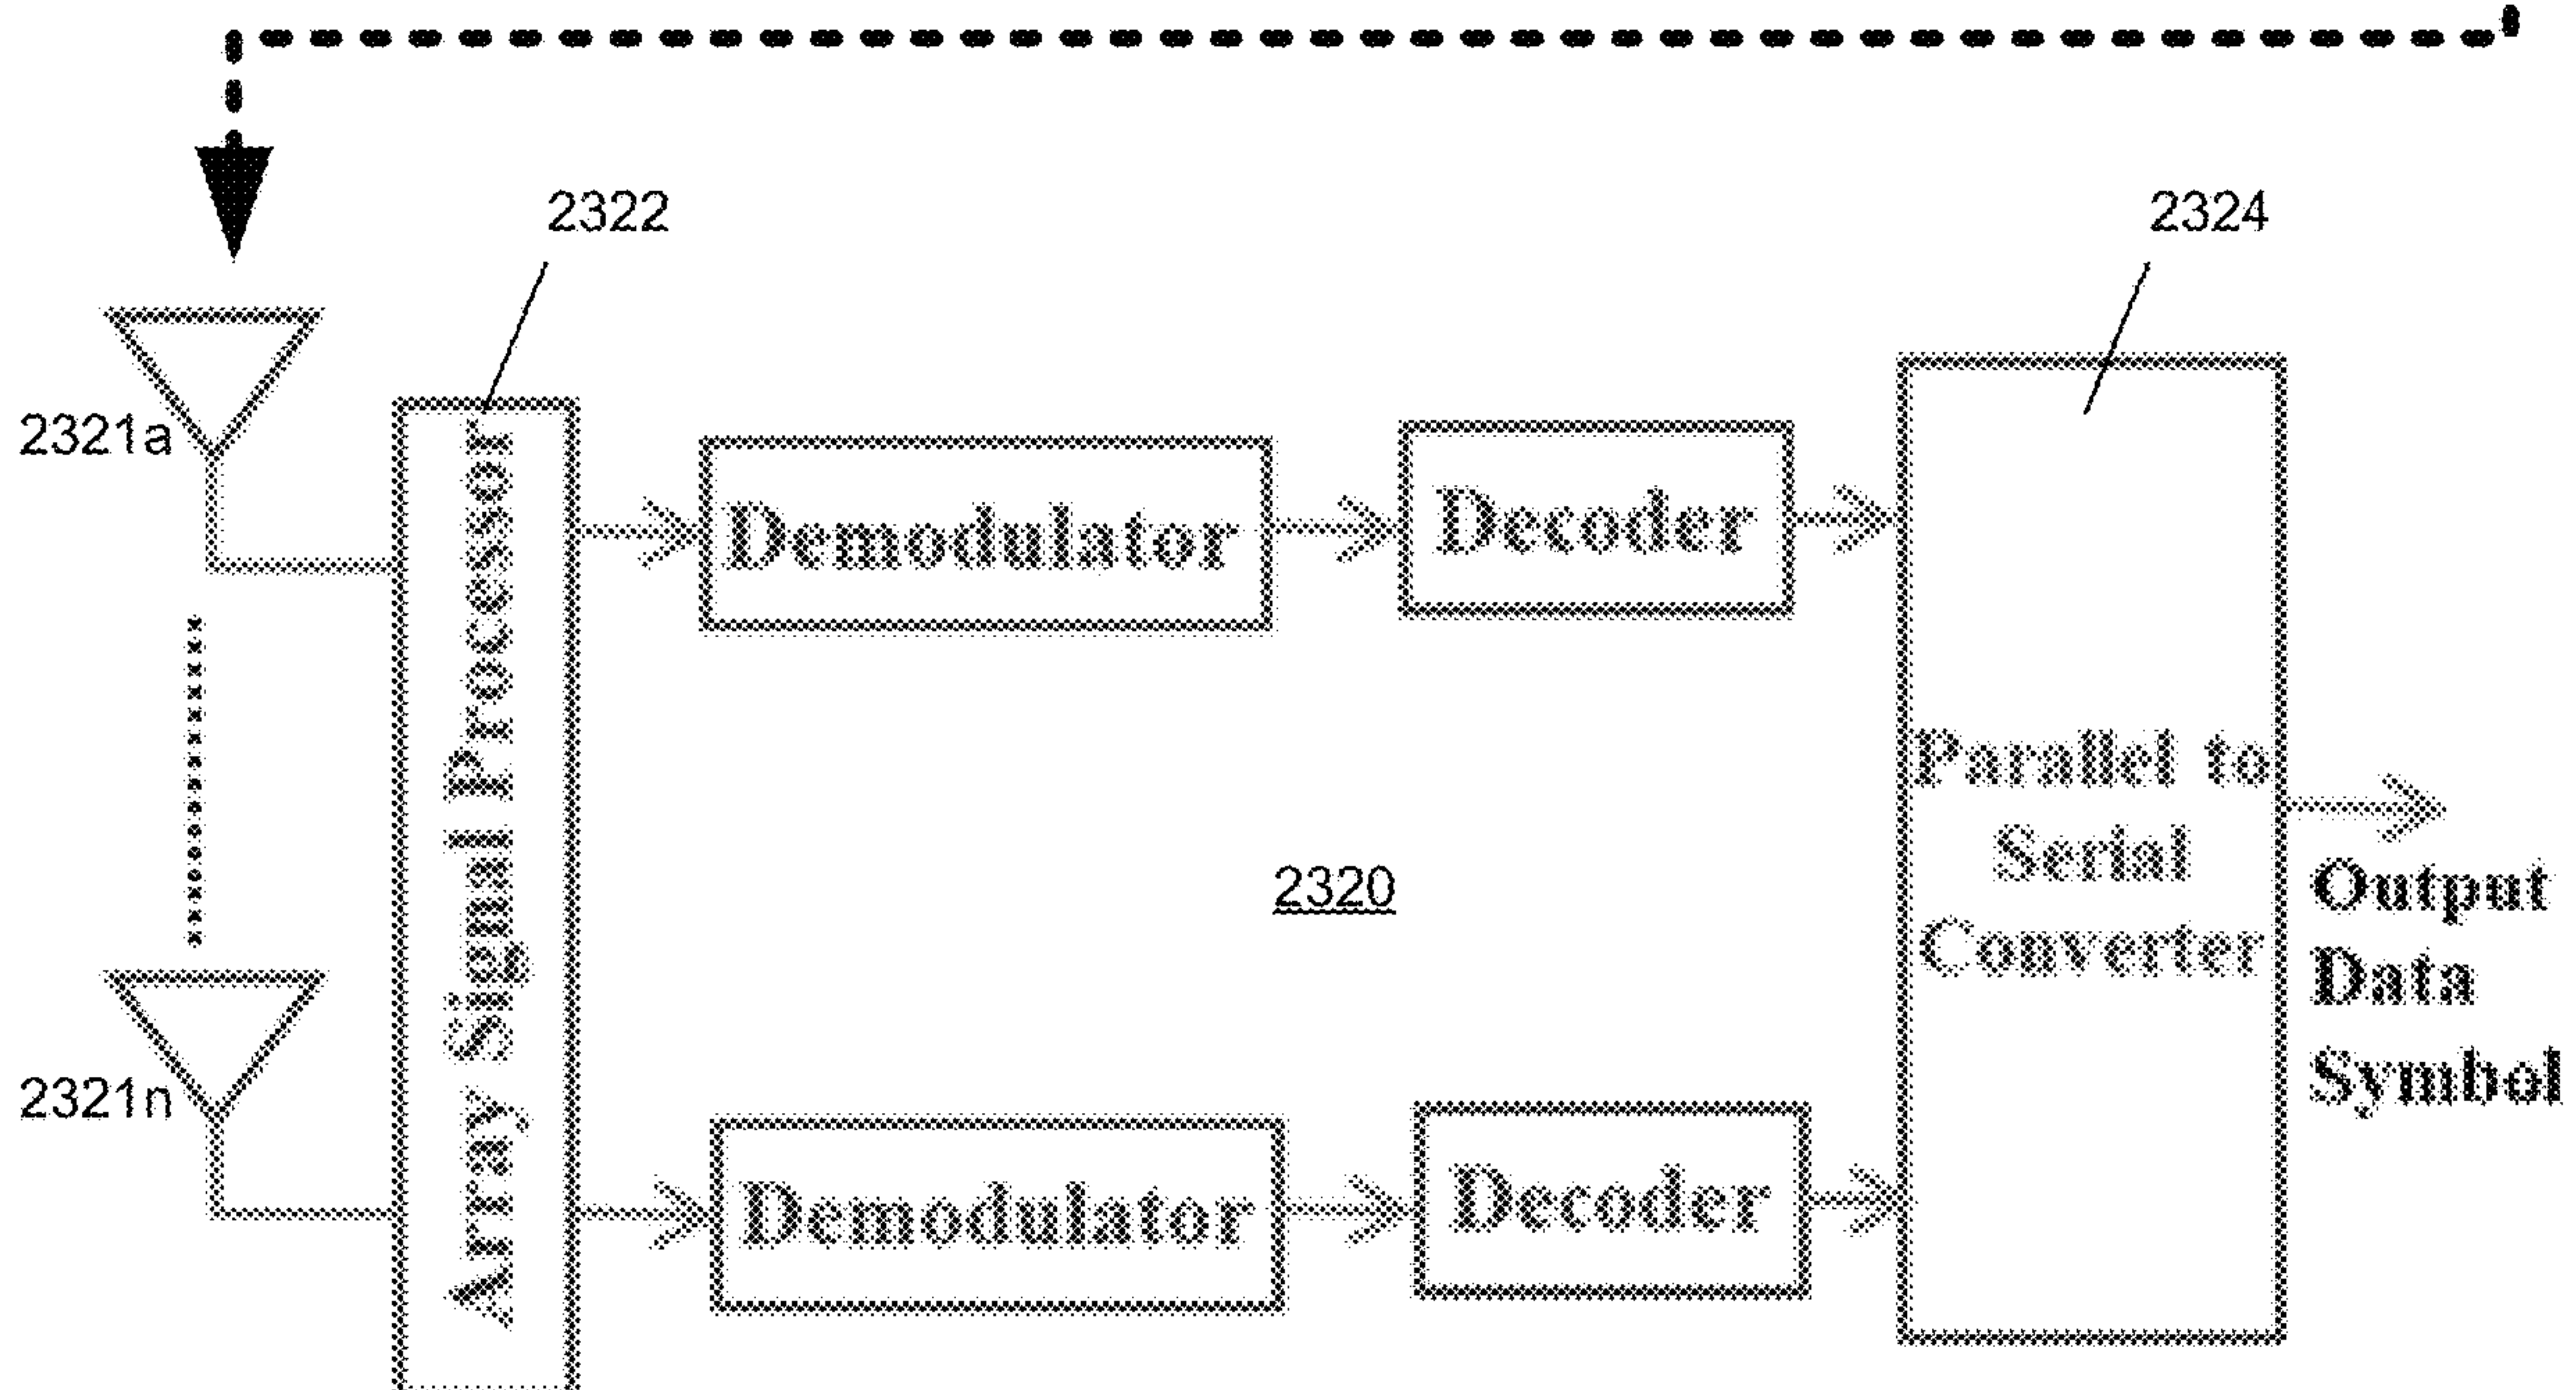 2322
2324
2321a
Array Signal Processor
Demodulator
Decoder
Parallel to
Serial
Converter
2320
Output
Data
Symbol
2321n
Demodulator
Decoder